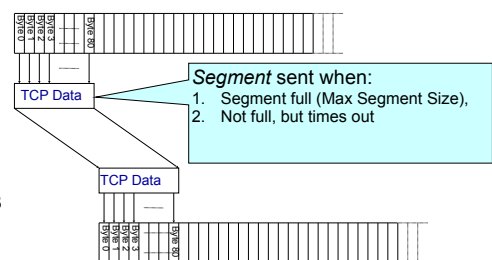 Byte 0
Byte 1
Byte 2
Byte 3
Byte 80
Segment sent when:
1. Segment full (Max Segment Size),
2. Not full, but times out
TCP Data
TCP Data
Byte 0
Byte 1
Byte 2
Byte 3
Byte 80